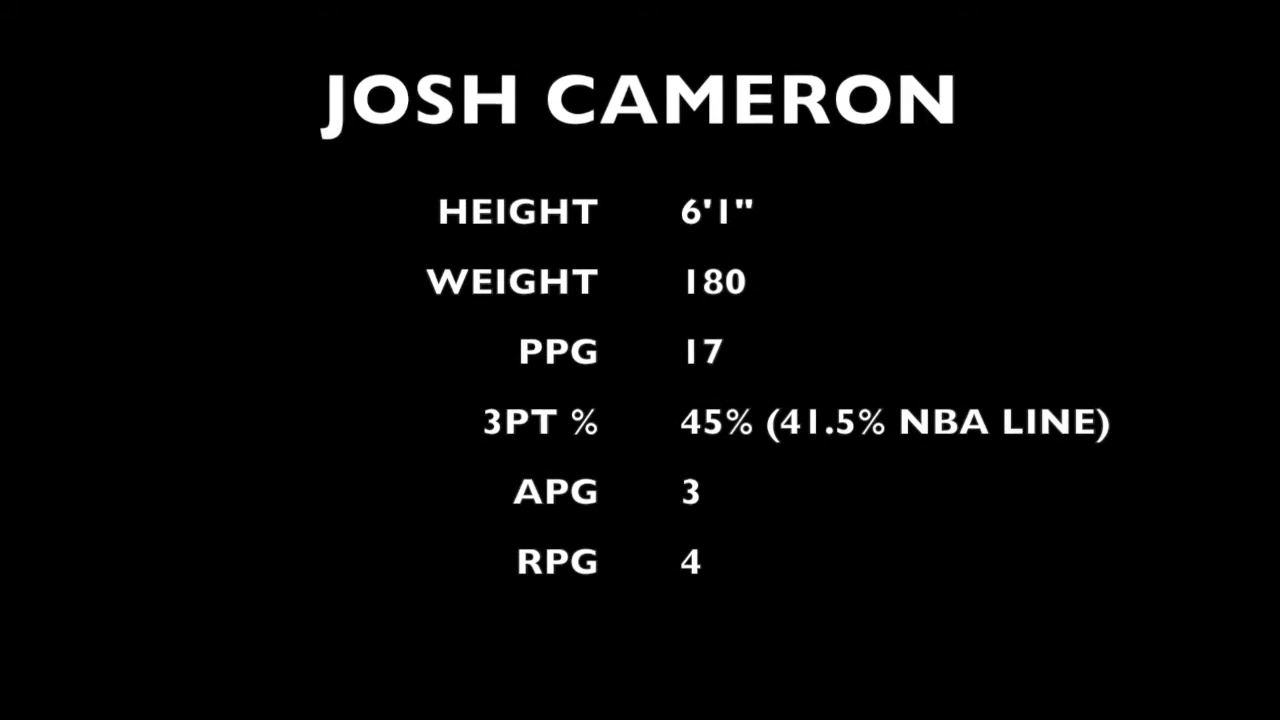 JOSH CAMERON
HEIGHT 6'1"
WEIGHT 180
PPG 17
3PT % 45% (41.5% NBA LINE)
APG 3
RPG 4